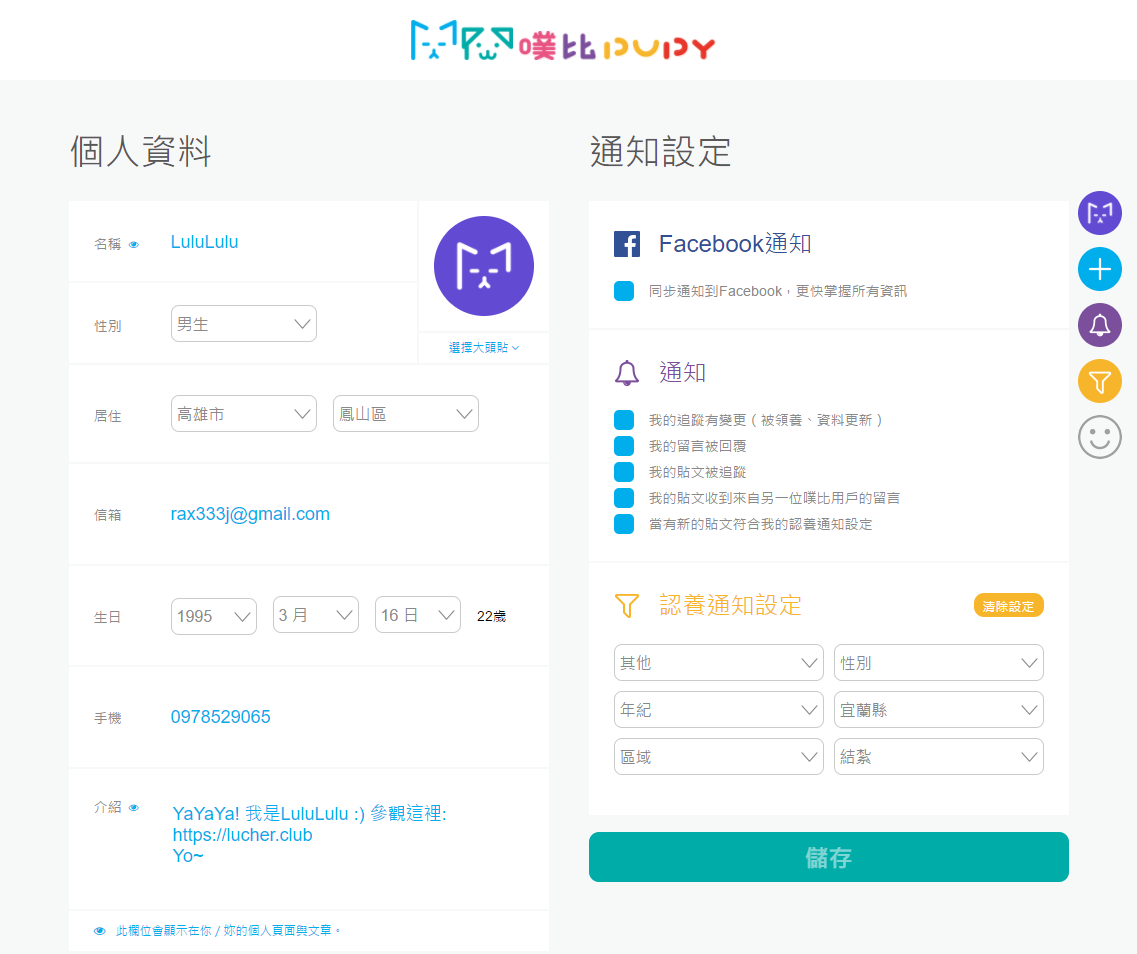 噗比 PUPY
個人資料
名稱 LuluLulu
選擇大頭貼
性別 男生
居住 高雄市 鳳山區
信箱 rax333j@gmail.com
生日 1995 3 月 16 日 22歲
手機 0978529065
介紹 YaYaYa! 我是LuluLulu :) 參觀這裡:
https://lucher.club
Yo~
此欄位會顯示在你 / 妳的個人頁面與文章。
通知設定
Facebook通知
同步通知到Facebook，更快掌握所有資訊
通知
我的追蹤有變更 ( 被領養、資料更新 )
我的留言被回覆
我的貼文被追蹤
我的貼文收到來自另一位噗比用戶的留言
當有新的貼文符合我的認養通知設定
認養通知設定 清除設定
其他 性別
年紀 宜蘭縣
區域 結紮
儲存